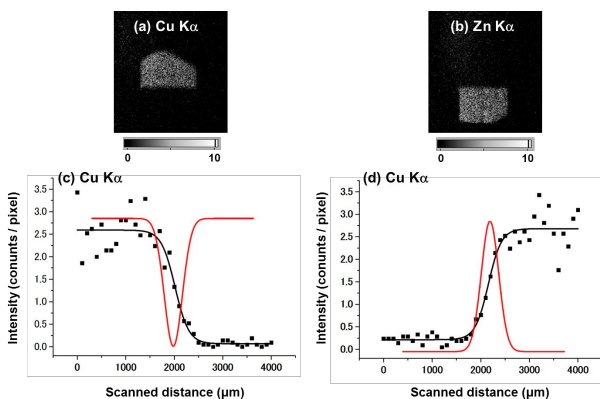 (a) Cu Kα
(b) Zn Kα
0 10
0 10
(c) Cu Kα
Intensity (conunts / pixel)
3.5
3.0
2.5
2.0
1.5
1.0
0.5
0.0
0 1000 2000 3000 4000
Scanned distance (μm)
(d) Cu Kα
Intensity (conunts / pixel)
3.5
3.0
2.5
2.0
1.5
1.0
0.5
0.0
0 1000 2000 3000 4000
Scanned distance (μm)